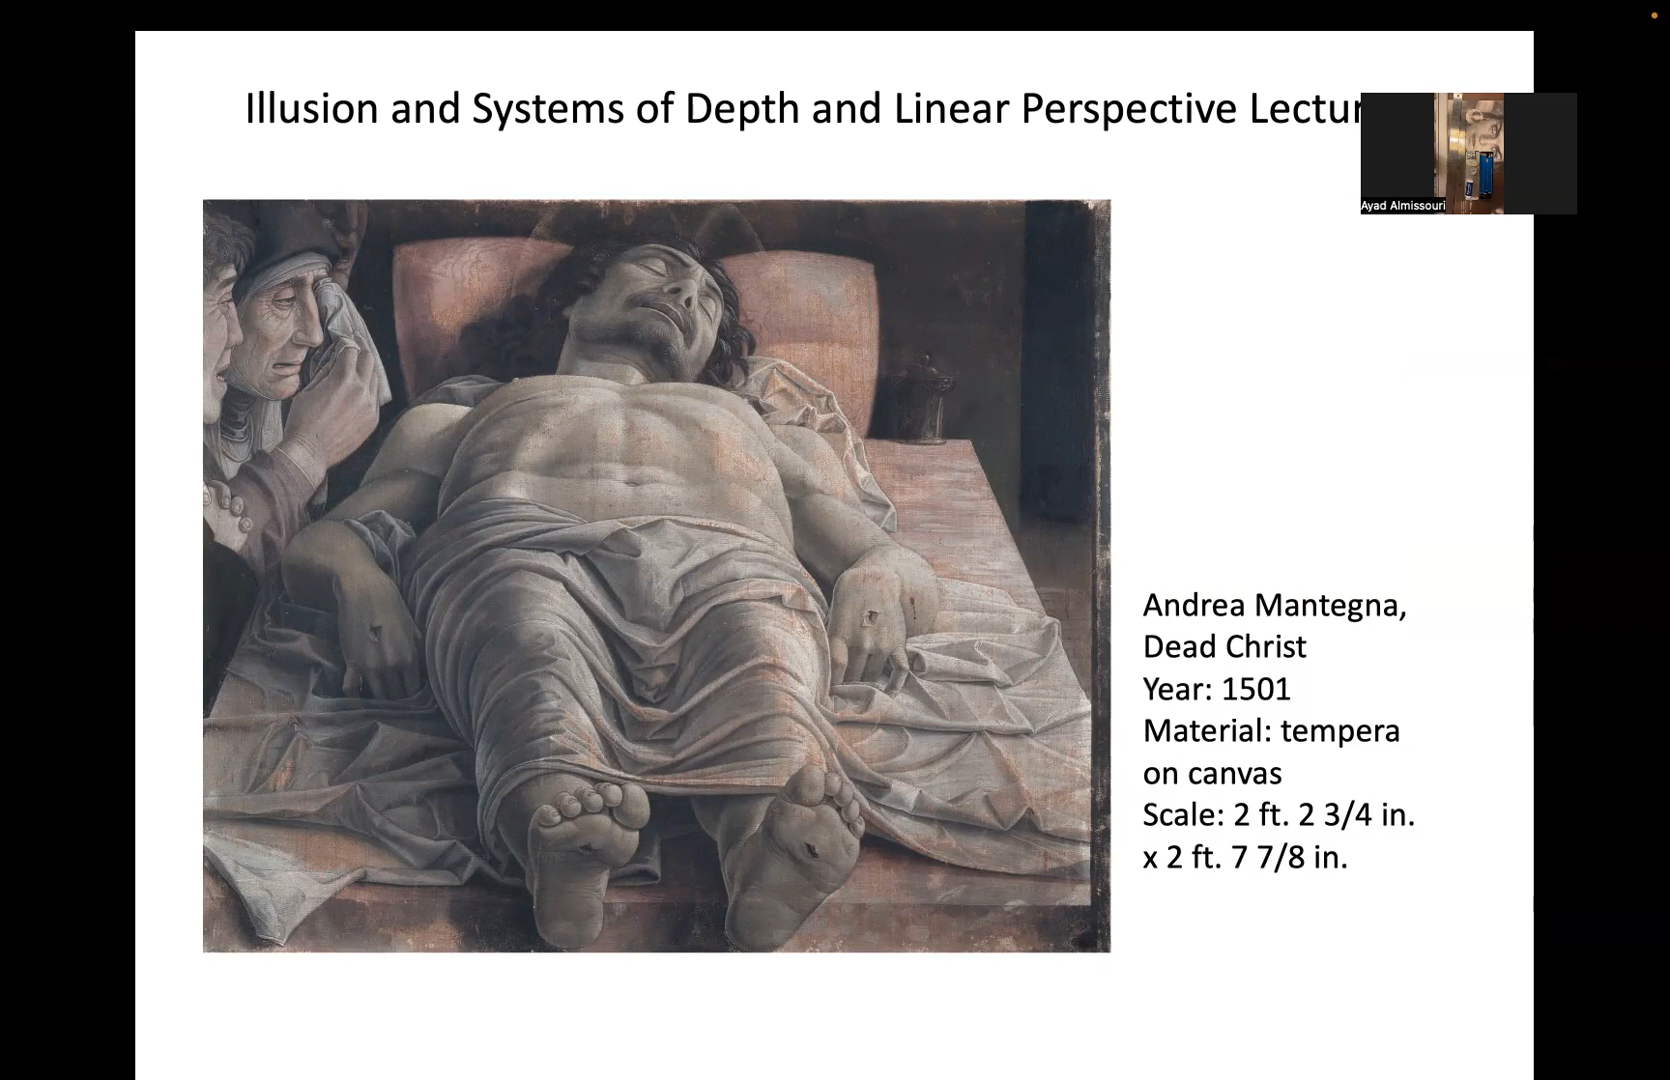 Illusion and Systems of Depth and Linear Perspective
Ayad Almissouri
Andrea Mantegna,
Dead Christ
Year: 1501
Material: tempera
on canvas
Scale: 2 ft. 2 3/4 in.
x 2 ft. 7 7/8 in.